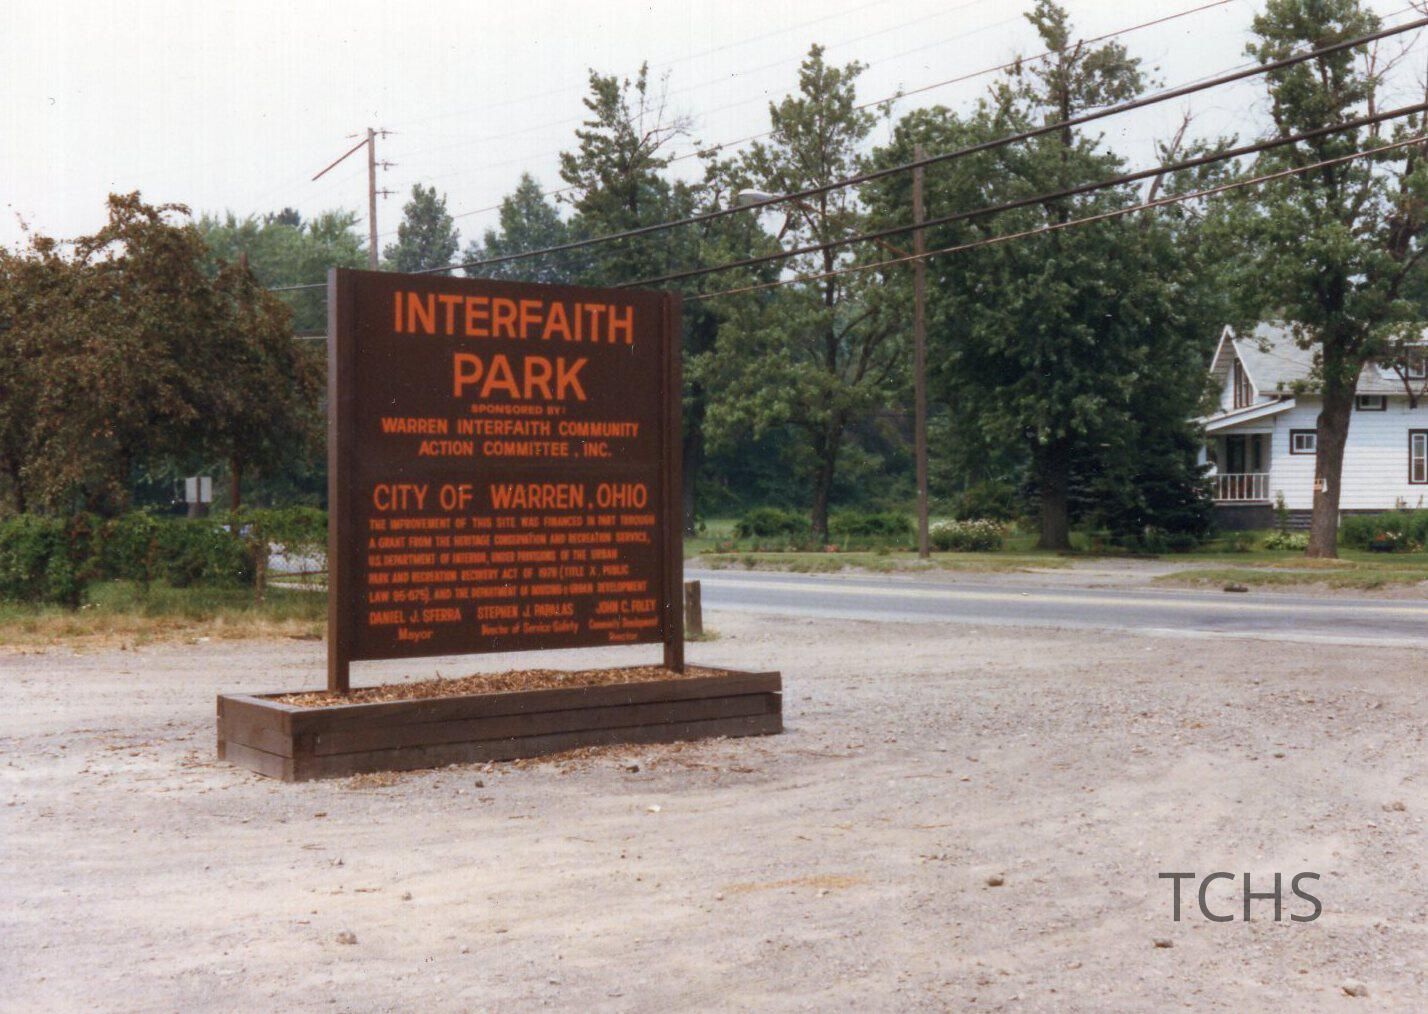 INTERFAITH
PARK
SPONSORED BY:
WARREN INTERFAITH COMMUNITY
ACTION COMMITTEE, INC.
CITY OF WARREN, OHIO
THE IMPROVEMENT OF THIS SITE WAS FINANCED IN PART THROUGH
A GRANT FROM THE HERITAGE CONSERVATION AND RECREATION SERVICE,
U.S. DEPARTMENT OF INTERIOR, UNDER PROVISIONS OF THE URBAN
PARK AND RECREATION RECOVERY ACT OF 1978 (TITLE X, PUBLIC
LAW 95-625). AND THE DEPARTMENT OF HOUSING & URBAN DEVELOPMENT
DANIEL J. SFERRA STEPHEN J. PAPALAS JOHN C. FOLEY
Mayor Director of Service-Safety Community Development
Director
TCHS